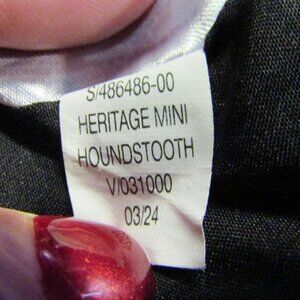 S/486486-00
HERITAGE MINI
HOUNDSTOOTH
V/031000
03/24